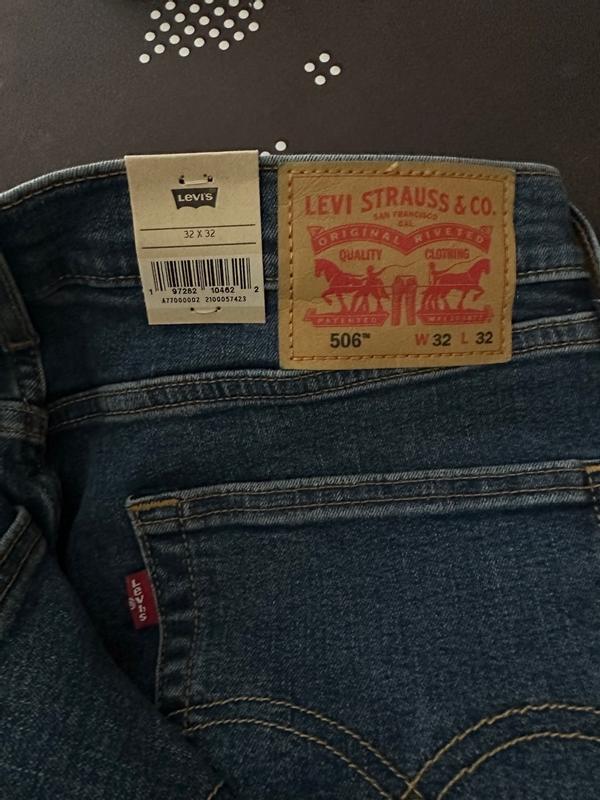 Levi's
32 X 32
1 97282 10462 2
A77000002 2100057423
LEVI STRAUSS & CO.
SAN FRANCISCO
CAL.
ORIGINAL RIVETED
QUALITY CLOTHING
506™ W 32 L 32
Levi's